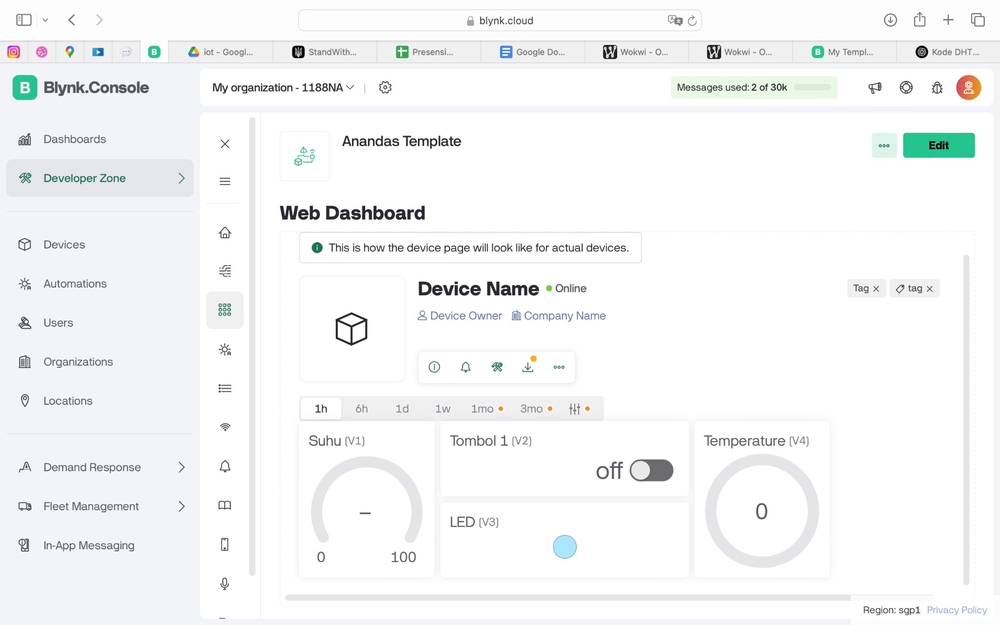 blynk.cloud
iot - Googl...
StandWith...
Presensi...
Google Do...
Wokwi - O...
Wokwi - O...
My Templ...
Kode DHT...
B Blynk.Console
My organization - 1188NA
Messages used: 2 of 30k
Dashboards
Developer Zone
Devices
Automations
Users
Organizations
Locations
Demand Response
Fleet Management
In-App Messaging
Anandas Template
Edit
Web Dashboard
This is how the device page will look like for actual devices.
Device Name Online
Tag tag
Device Owner Company Name
1h 6h 1d 1w 1mo 3mo
Suhu (V1)
–
0 100
Tombol 1 (V2)
off
LED (V3)
Temperature (V4)
0
Region: sgp1 Privacy Policy